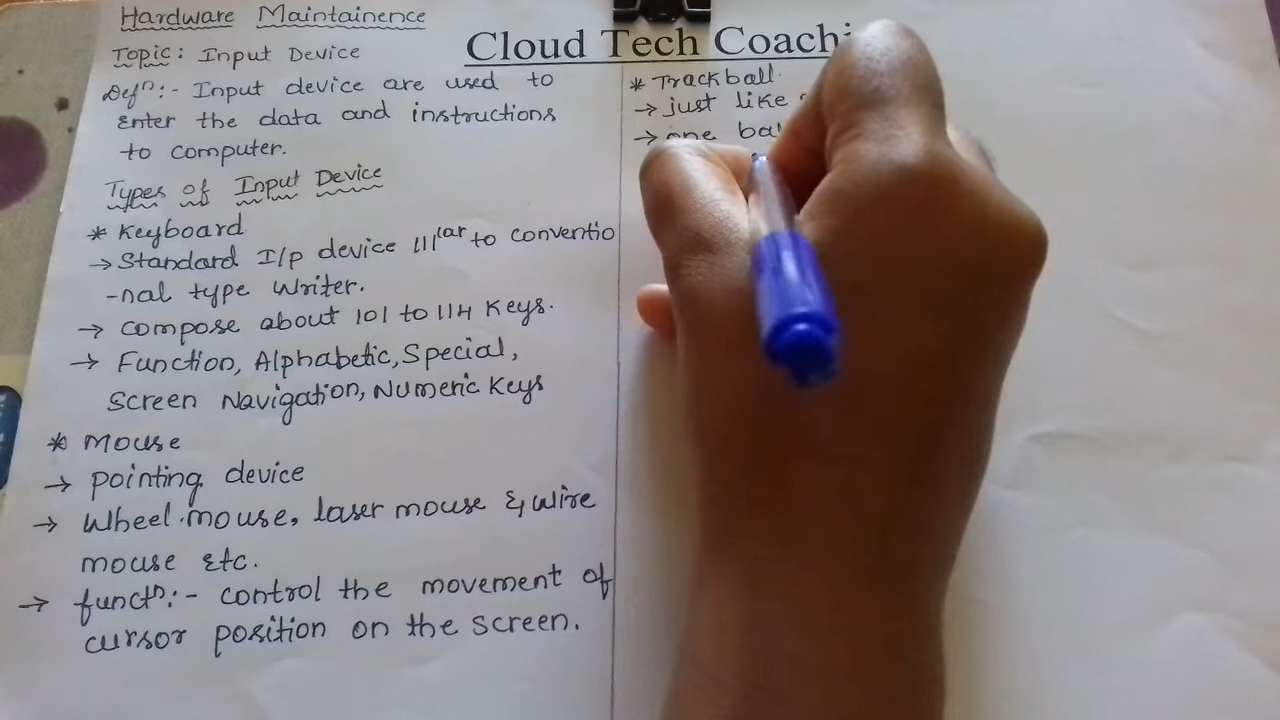 Hardware Maintainence
Topic: Input Device
Defⁿ:- Input device are used to
Enter the data and instructions
to computer.
Types of Input Device
* Keyboard
→ Standard I/p device lllˡᵃʳ to conventio
-nal type writer.
→ compose about 101 to 114 Keys.
→ Function, Alphabetic, Special,
Screen Navigation, Numeric Keys
* Mouse
→ pointing device
→ Wheel mouse, laser mouse & wire
mouse Etc.
→ functⁿ:- control the movement of
cursor position on the screen.
Cloud Tech Coachi
* Trackball.
→ just like
→ one